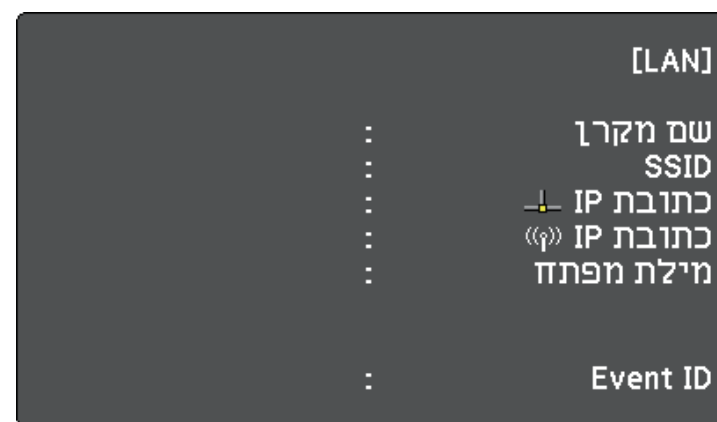 [LAN]
שם מקרן :
SSID :
כתובת IP :
כתובת IP :
מילת מפתח :
Event ID :